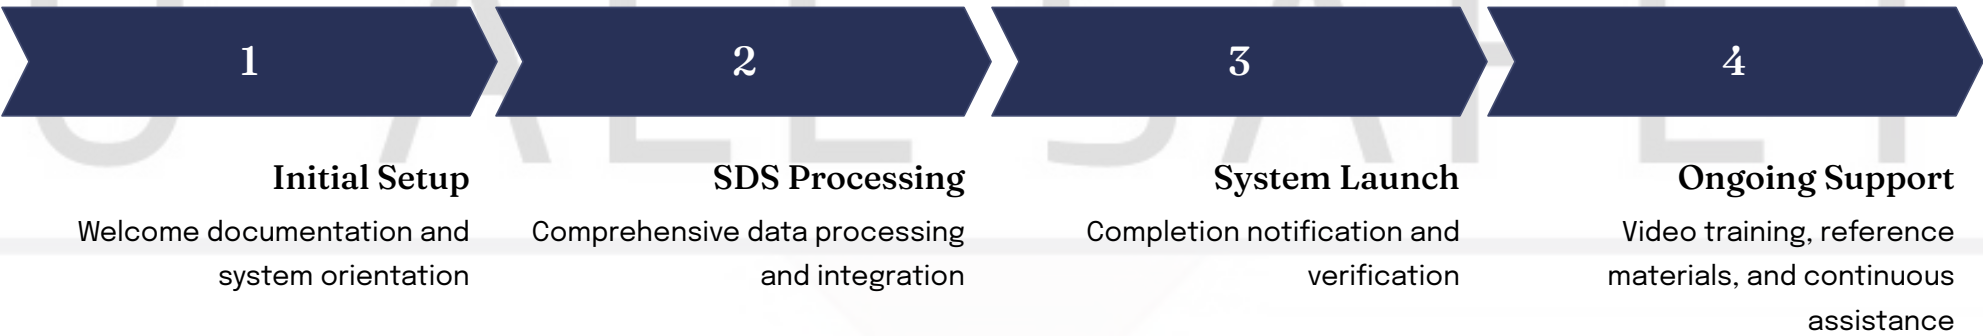 1
2
3
4
Initial Setup
Welcome documentation and
system orientation
SDS Processing
Comprehensive data processing
and integration
System Launch
Completion notification and
verification
Ongoing Support
Video training, reference
materials, and continuous
assistance